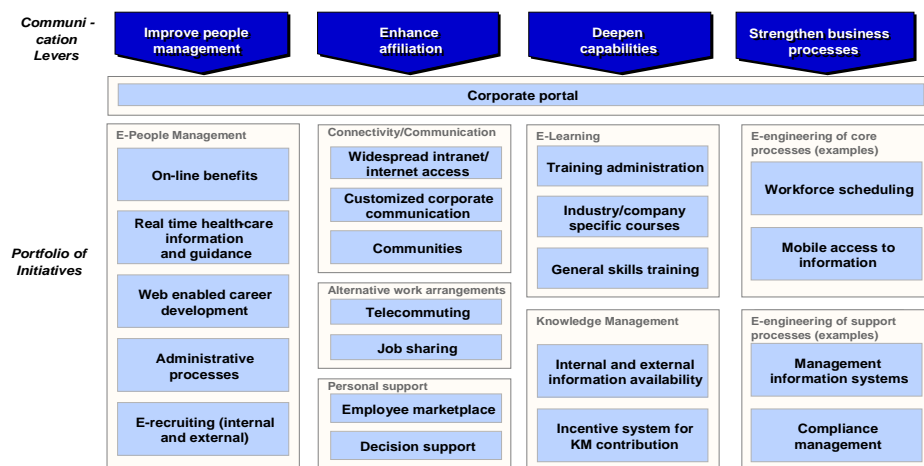 Communi -
cation
Levers
Improve people
management
Enhance
affiliation
Deepen
capabilities
Strengthen business
processes
Corporate portal
Portfolio of
Initiatives
E-People Management
On-line benefits
Real time health-care
information
and guidance
Web enabled career
development
Administrative
processes
E-recruiting (internal
and external)
Connectivity/Communication
Widespread intranet/
internet access
Customized corporate
communication
Communities
Alternative work arrangements
Telecommuting
Job sharing
Personal support
Employee marketplace
Decision support
E-Learning
Training administration
Industry/company
specific courses
General skills training
Knowledge Management
Internal and external
information availability
Incentive system for
KM contribution
E-engineering of core
processes (examples)
Workforce scheduling
Mobile access to
information
E-engineering of support
processes (examples)
Management
information systems
Compliance
management